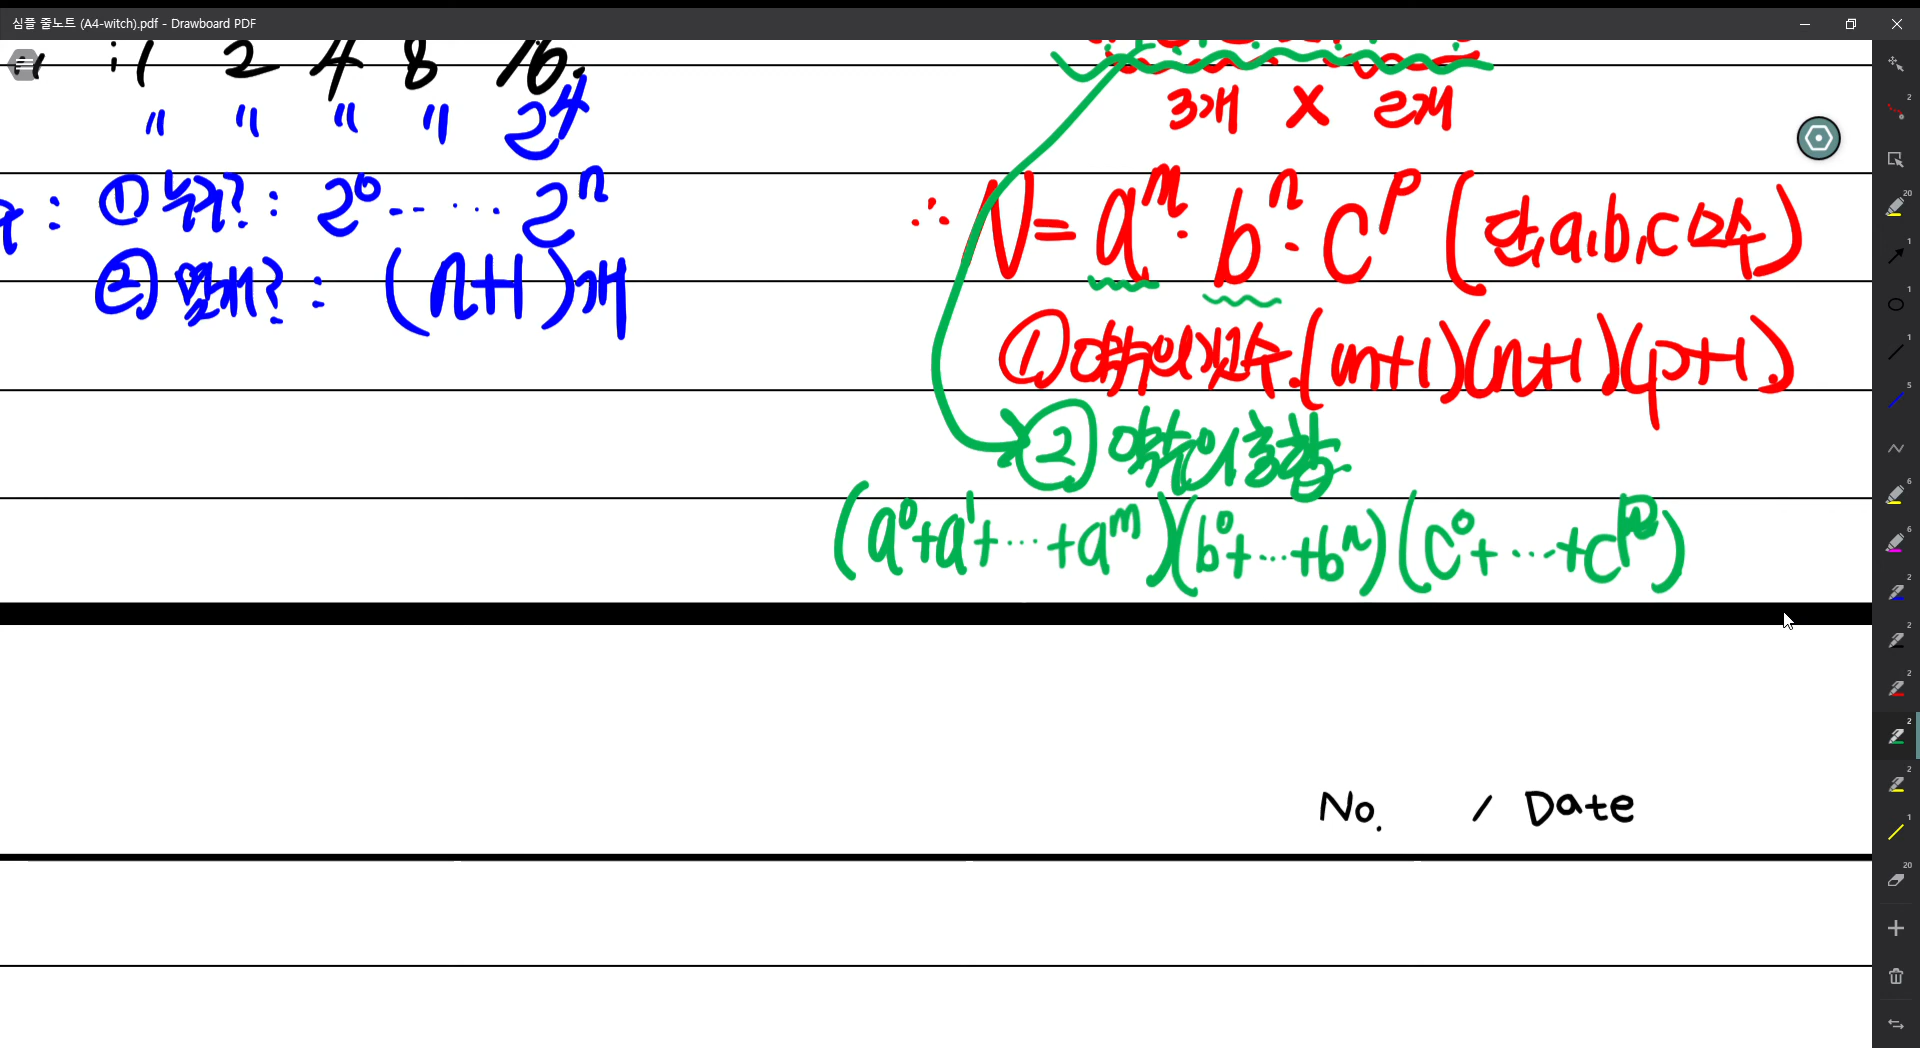 심플 줄노트 (A4-witch).pdf - Drawboard PDF
: 1 2 4 8 16.
" " " " 2⁴
3개 × 2개
: ① 누구? : 2⁰ - - ··· 2ⁿ
② 몇개? : (n+1)개
∴ N = aᵐ · bⁿ · cᵖ (단, a, b, c 소수)
① 약수의 개수. (m+1)(n+1)(p+1).
② 약수의 총합
(a⁰+a¹+···+aᵐ)(b⁰+···+bⁿ)(c⁰+···+cᵖ)
No. / Date